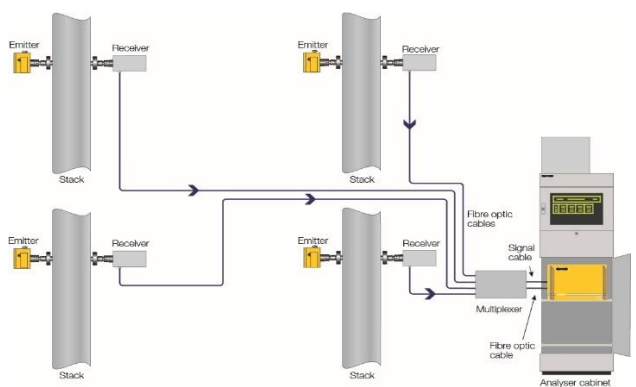 Emitter
Receiver
Stack
Emitter
Receiver
Stack
Emitter
Receiver
Stack
Emitter
Receiver
Stack
Fibre optic
cables
Signal
cable
Multiplexer
Fibre optic
cable
Analyser cabinet